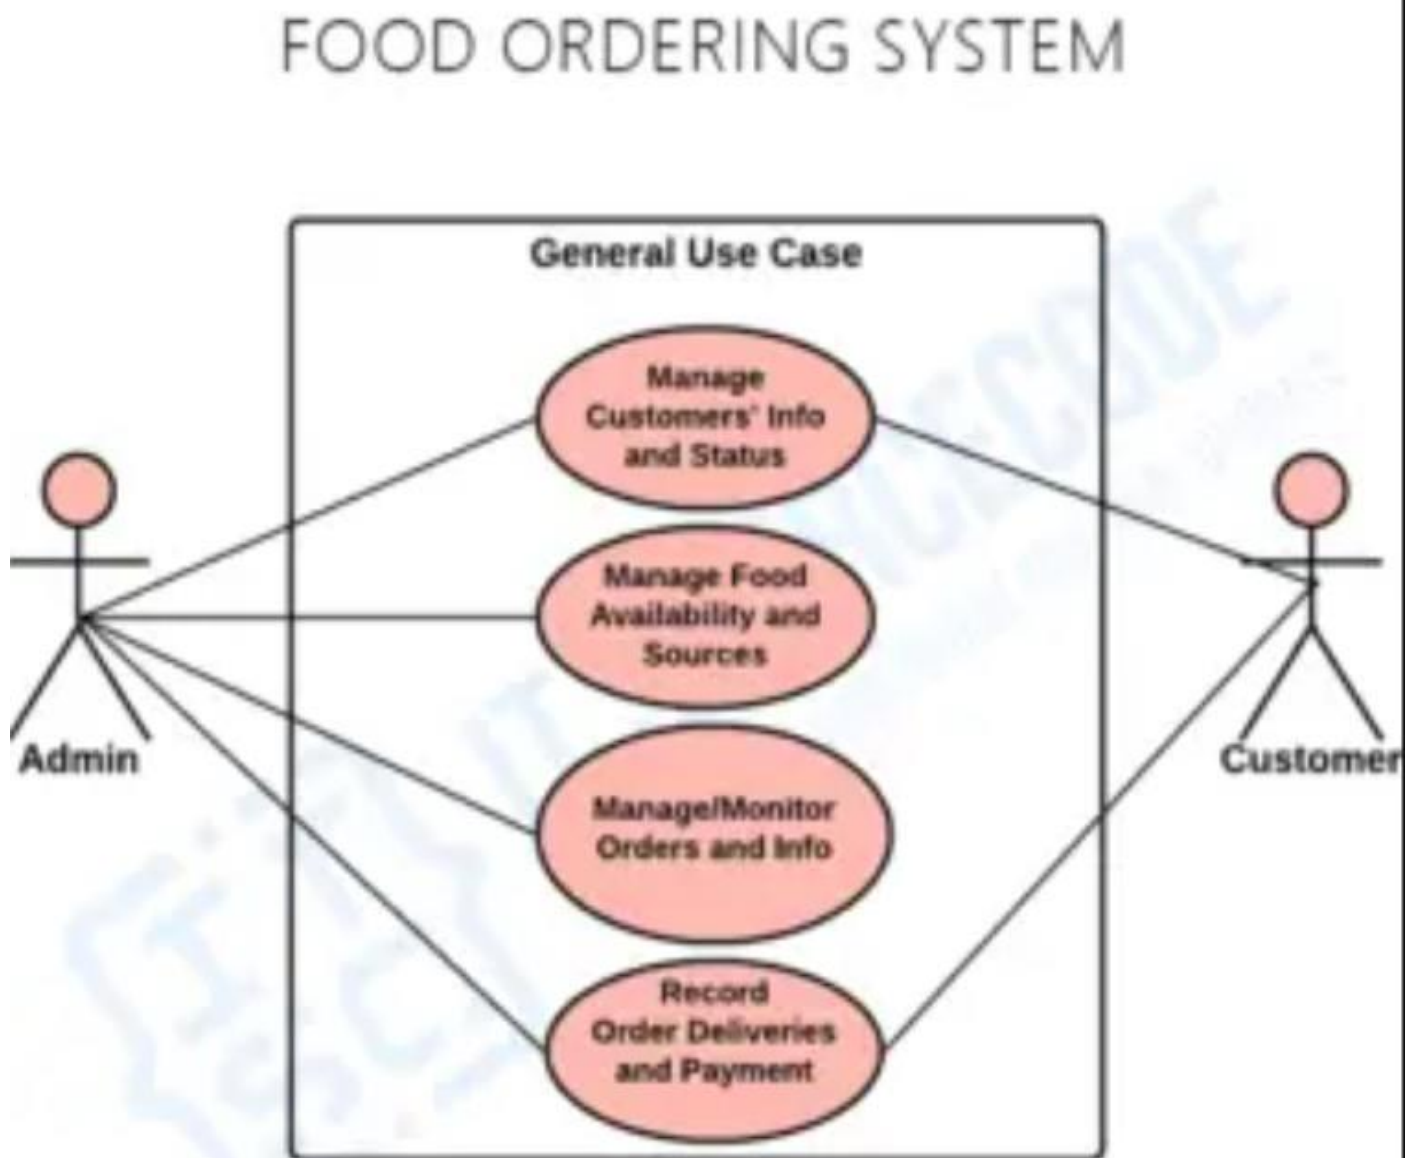 FOOD ORDERING SYSTEM
General Use Case
Manage
Customers' Info
and Status
Manage Food
Availability and
Sources
Admin
Customer
Manage/Monitor
Orders and Info
Record
Order Deliveries
and Payment